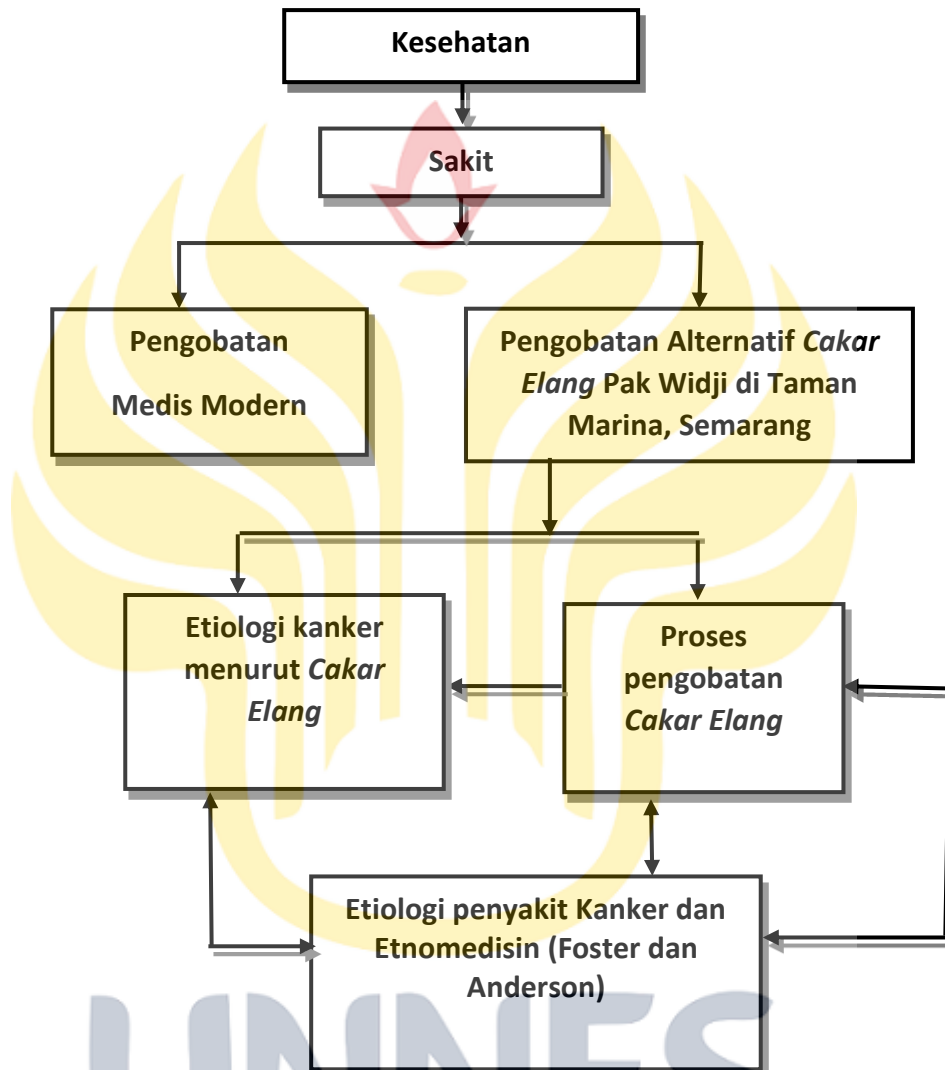 Kesehatan
Sakit
Pengobatan
Medis Modern
Pengobatan Alternatif Cakar
Elang Pak Widji di Taman
Marina, Semarang
Etiologi kanker
menurut Cakar
Elang
Proses
pengobatan
Cakar Elang
Etiologi penyakit Kanker dan
Etnomedisin (Foster dan
Anderson)
UNNES